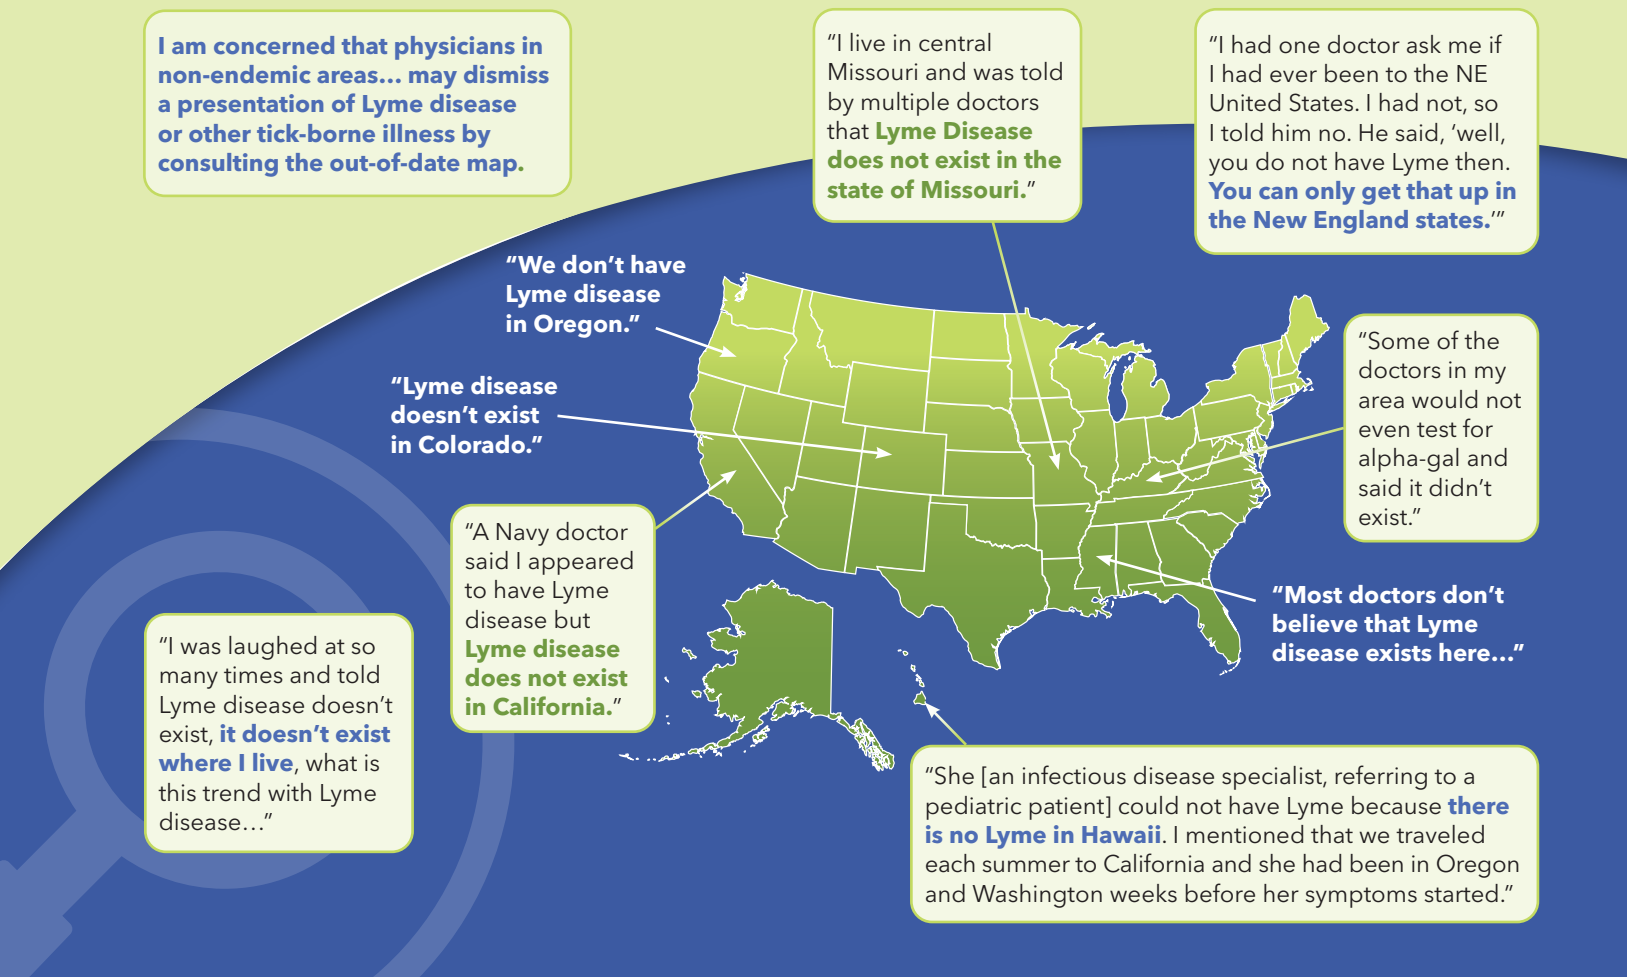 I am concerned that physicians in
non-endemic areas… may dismiss
a presentation of Lyme disease
or other tick-borne illness by
consulting the out-of-date map.
“I live in central
Missouri and was told
by multiple doctors
that Lyme Disease
does not exist in the
state of Missouri.”
“I had one doctor ask me if
I had ever been to the NE
United States. I had not, so
I told him no. He said, ‘well,
you do not have Lyme then.
You can only get that up in
the New England states.’”
“We don’t have
Lyme disease
in Oregon.”
“Lyme disease
doesn’t exist
in Colorado.”
“Some of the
doctors in my
area would not
even test for
alpha-gal and
said it didn’t
exist.”
“A Navy doctor
said I appeared
to have Lyme
disease but
Lyme disease
does not exist
in California.”
“Most doctors don’t
believe that Lyme
disease exists here…”
“I was laughed at so
many times and told
Lyme disease doesn’t
exist, it doesn’t exist
where I live, what is
this trend with Lyme
disease…”
“She [an infectious disease specialist, referring to a
pediatric patient] could not have Lyme because there
is no Lyme in Hawaii. I mentioned that we traveled
each summer to California and she had been in Oregon
and Washington weeks before her symptoms started.”